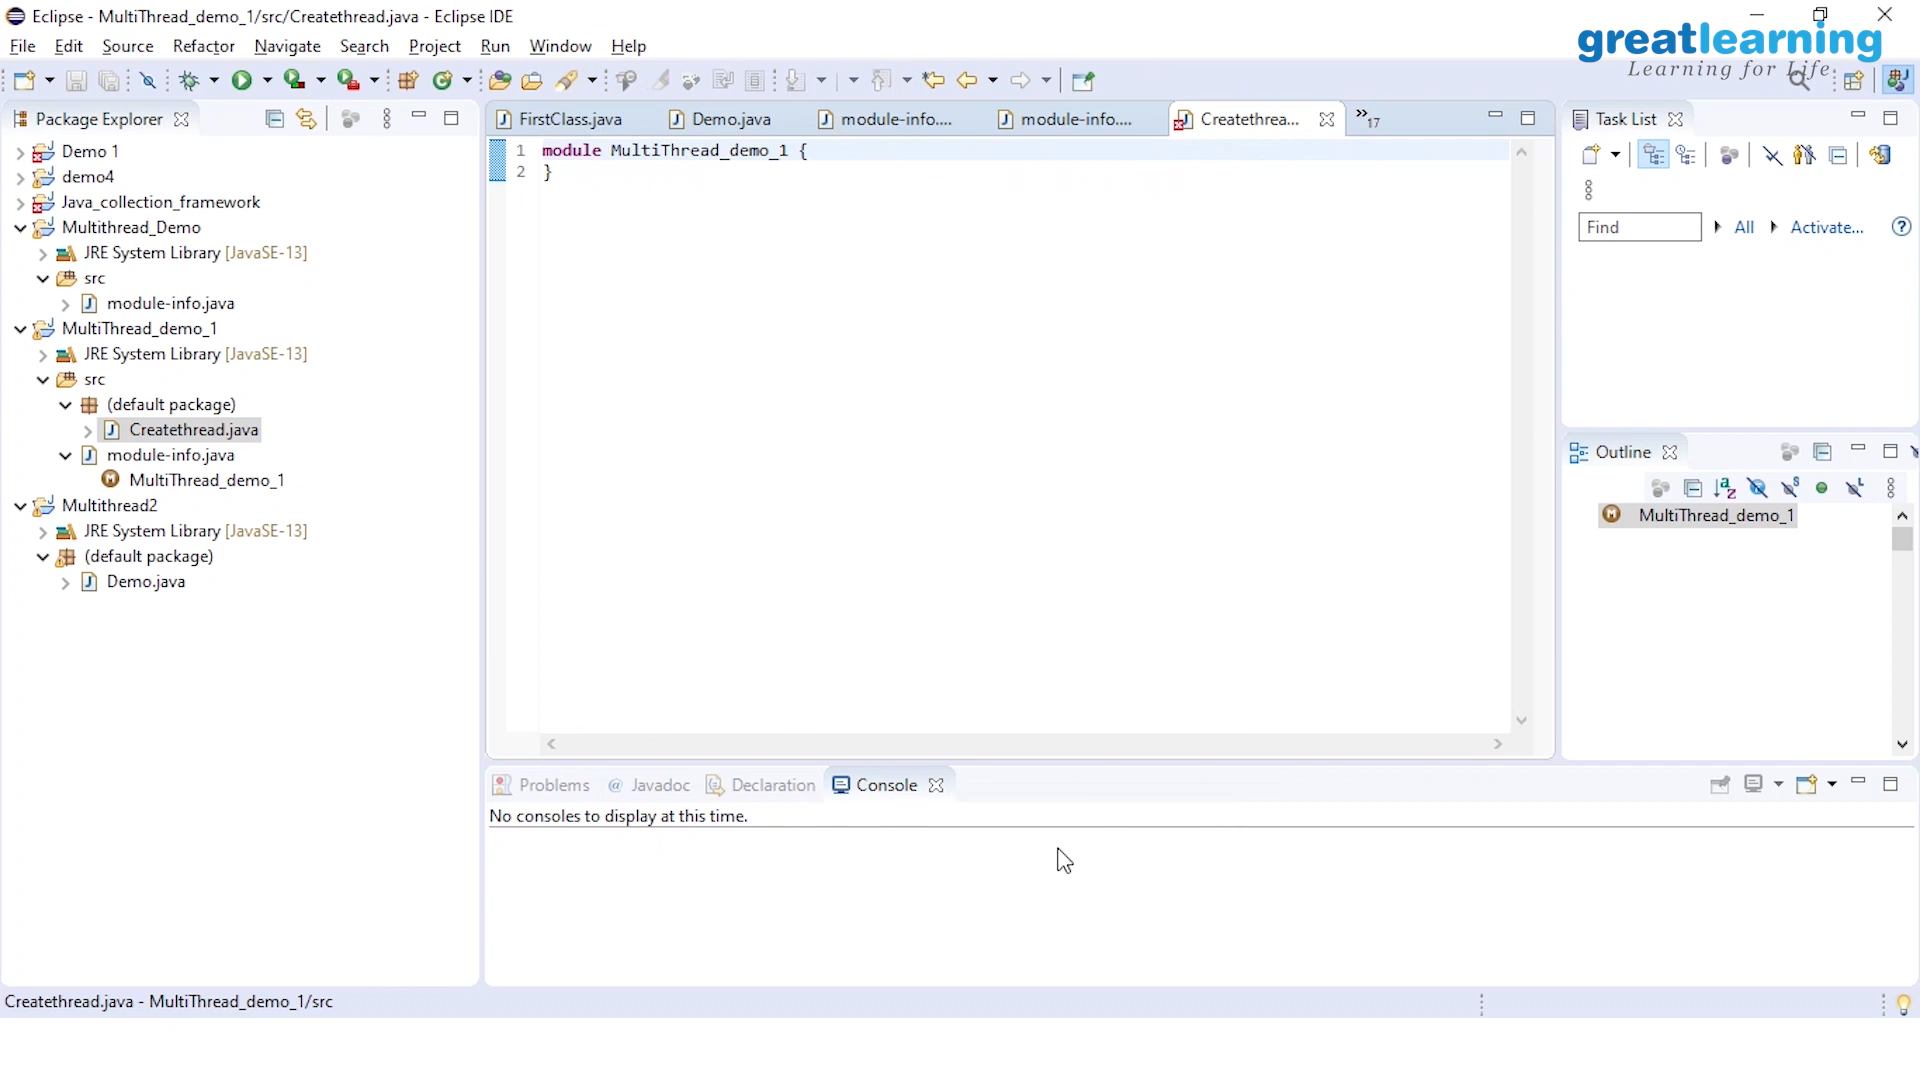 Eclipse - MultiThread_demo_1/src/Createthread.java - Eclipse IDE
File Edit Source Refactor Navigate Search Project Run Window Help
greatlearning
Learning for Life
Package Explorer
FirstClass.java Demo.java module-info.... module-info.... Createthrea... »17
Task List
Demo 1
demo4
Java_collection_framework
Multithread_Demo
JRE System Library [JavaSE-13]
src
module-info.java
MultiThread_demo_1
JRE System Library [JavaSE-13]
src
(default package)
Createthread.java
module-info.java
MultiThread_demo_1
Multithread2
JRE System Library [JavaSE-13]
(default package)
Demo.java
1 module MultiThread_demo_1 {
2 }
Find All Activate...
Outline
MultiThread_demo_1
Problems @ Javadoc Declaration Console
No consoles to display at this time.
Createthread.java - MultiThread_demo_1/src